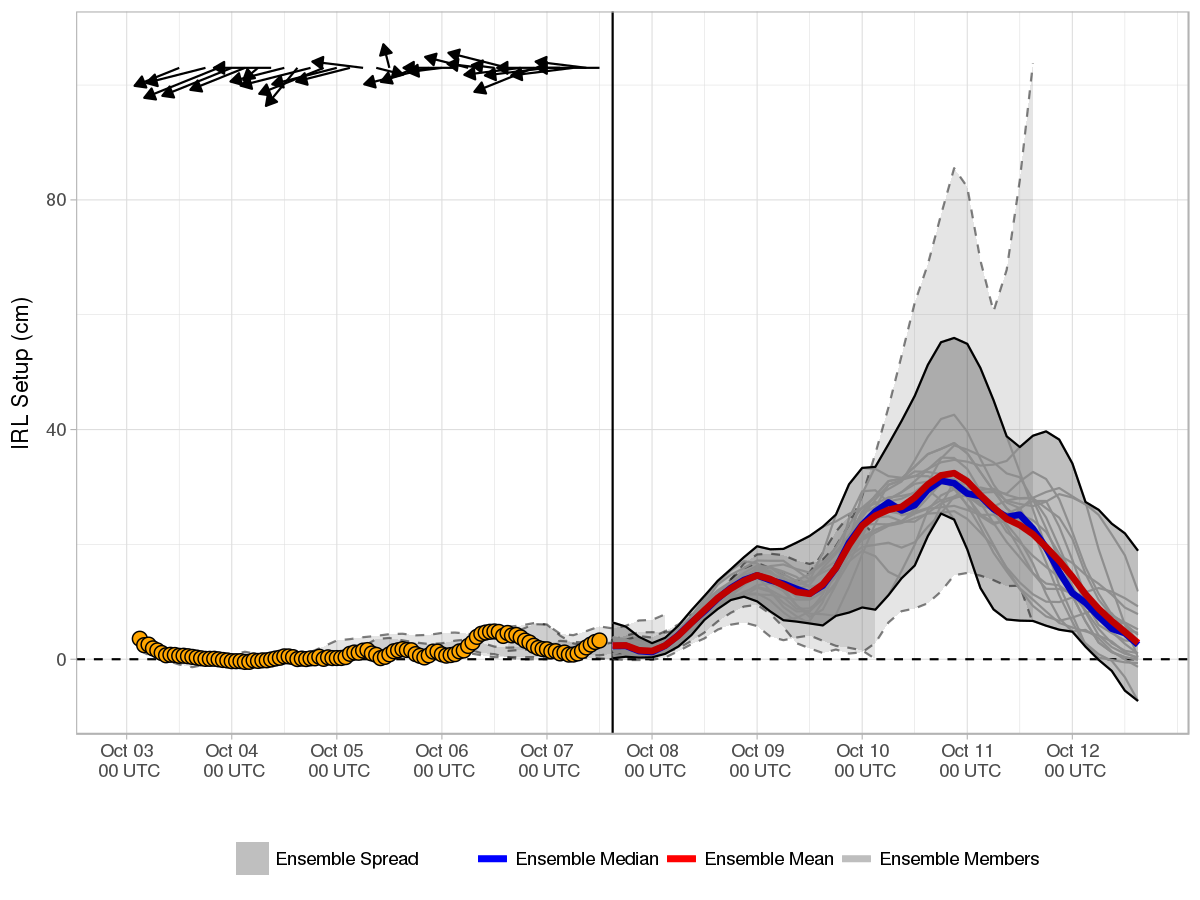 IRL Setup (cm)
80
40
0
Oct 03 Oct 04 Oct 05 Oct 06 Oct 07 Oct 08 Oct 09 Oct 10 Oct 11 Oct 12
00 UTC 00 UTC 00 UTC 00 UTC 00 UTC 00 UTC 00 UTC 00 UTC 00 UTC 00 UTC
Ensemble Spread Ensemble Median Ensemble Mean Ensemble Members